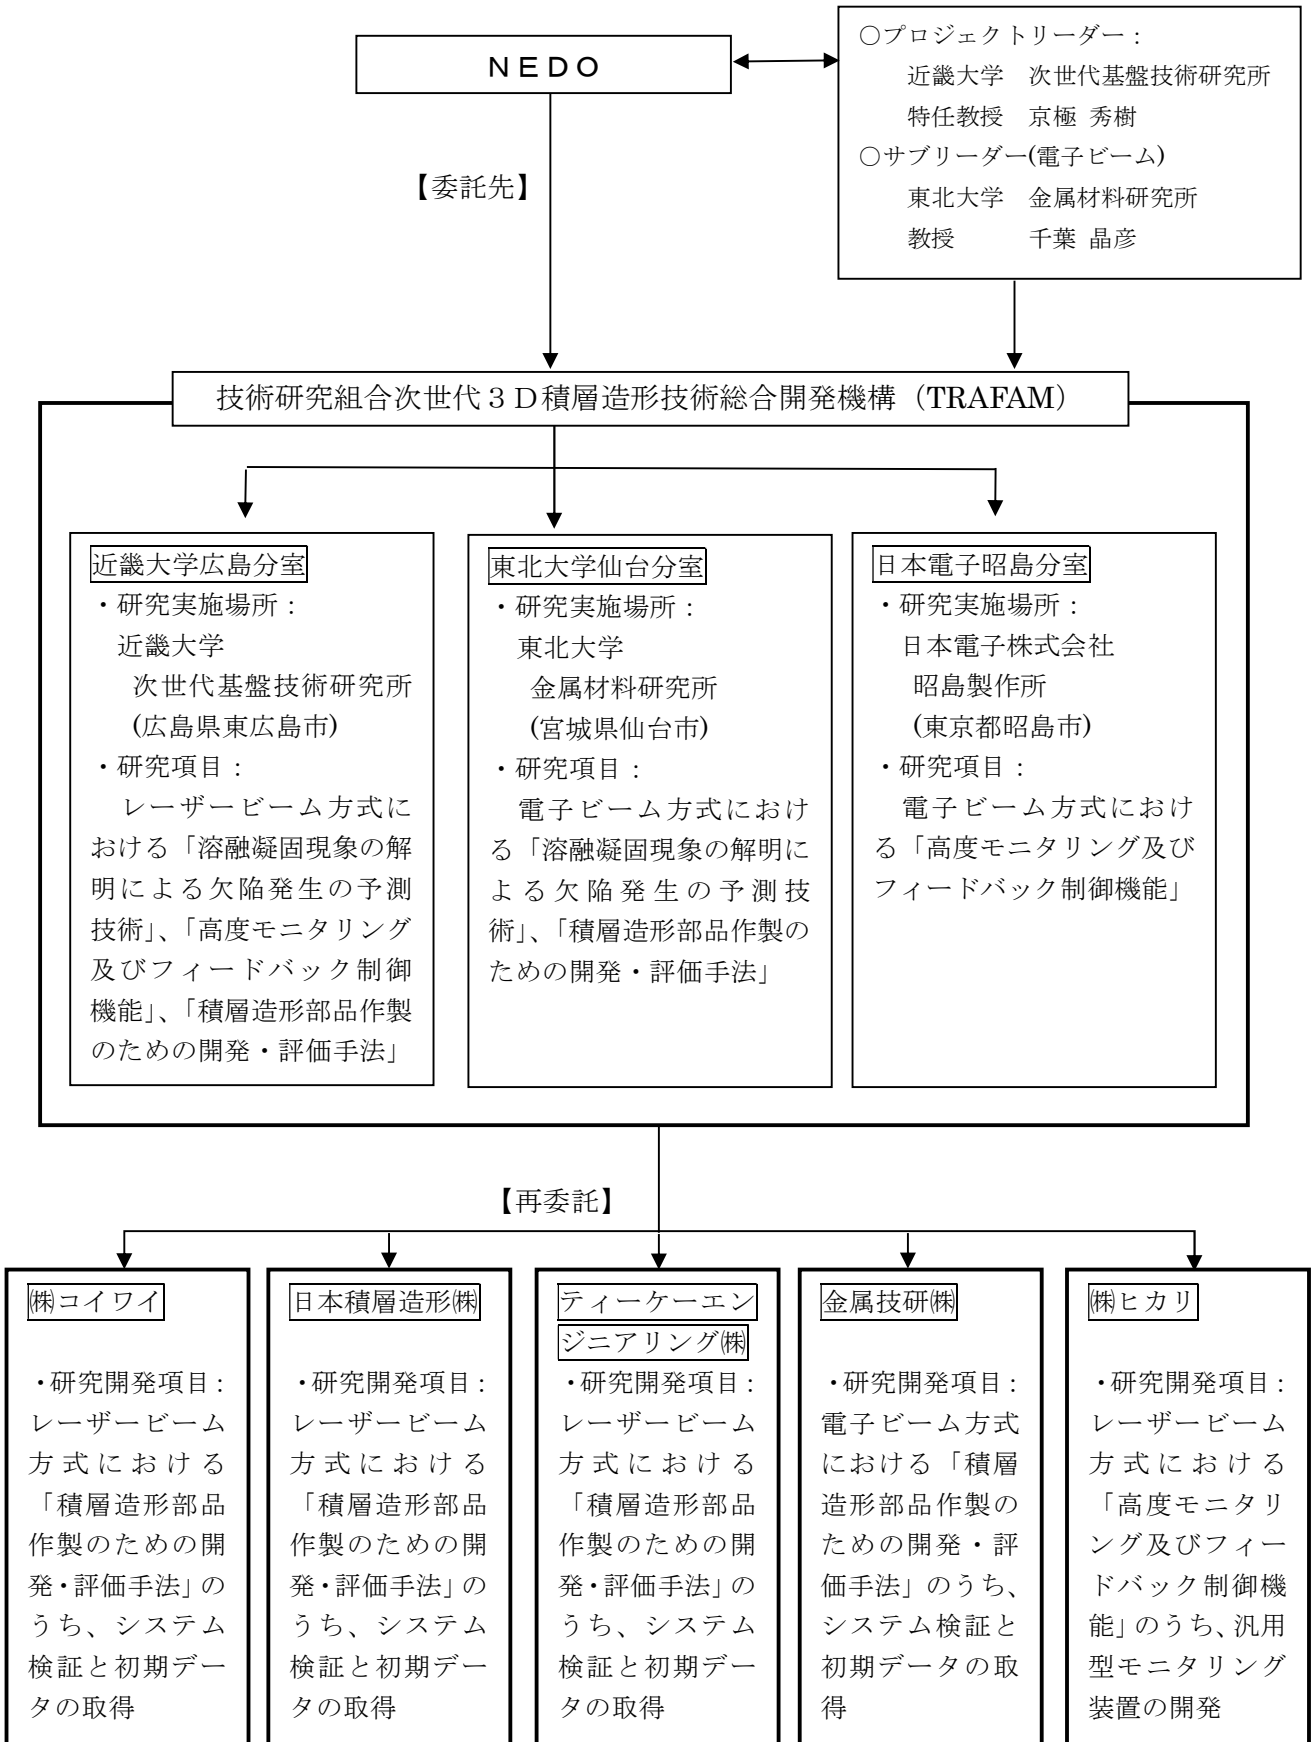 NEDO
○プロジェクトリーダー：
近畿大学　次世代基盤技術研究所
特任教授　京極 秀樹
○サブリーダー(電子ビーム)
東北大学　金属材料研究所
教授　　　千葉 晶彦
【委託先】
技術研究組合次世代３Ｄ積層造形技術総合開発機構（TRAFAM）
近畿大学広島分室
・研究実施場所：
近畿大学
次世代基盤技術研究所
(広島県東広島市)
・研究項目：
レーザービーム方式に
おける「溶融凝固現象の解
明による欠陥発生の予測
技術」、「高度モニタリング
及びフィードバック制御
機能」、「積層造形部品作製
のための開発・評価手法」
東北大学仙台分室
・研究実施場所：
東北大学
金属材料研究所
(宮城県仙台市)
・研究項目：
電子ビーム方式におけ
る「溶融凝固現象の解明に
よる欠陥発生の予測技
術」、「積層造形部品作製の
ための開発・評価手法」
日本電子昭島分室
・研究実施場所：
日本電子株式会社
昭島製作所
(東京都昭島市)
・研究項目：
電子ビーム方式におけ
る「高度モニタリング及び
フィードバック制御機能」
【再委託】
㈱コイワイ
・研究開発項目：
レーザービーム
方式における
「積層造形部品
作製のための開
発・評価手法」の
うち、システム
検証と初期デー
タの取得
日本積層造形㈱
・研究開発項目：
レーザービーム
方式における
「積層造形部品
作製のための開
発・評価手法」の
うち、システム
検証と初期デー
タの取得
ティーケーエン
ジニアリング㈱
・研究開発項目：
レーザービーム
方式における
「積層造形部品
作製のための開
発・評価手法」の
うち、システム
検証と初期デー
タの取得
金属技研㈱
・研究開発項目：
電子ビーム方式
における「積層
造形部品作製の
ための開発・評
価手法」のうち、
システム検証と
初期データの取
得
㈱ヒカリ
・研究開発項目：
レーザービーム
方式における
「高度モニタリ
ング及びフィー
ドバック制御機
能」のうち、汎用
型モニタリング
装置の開発